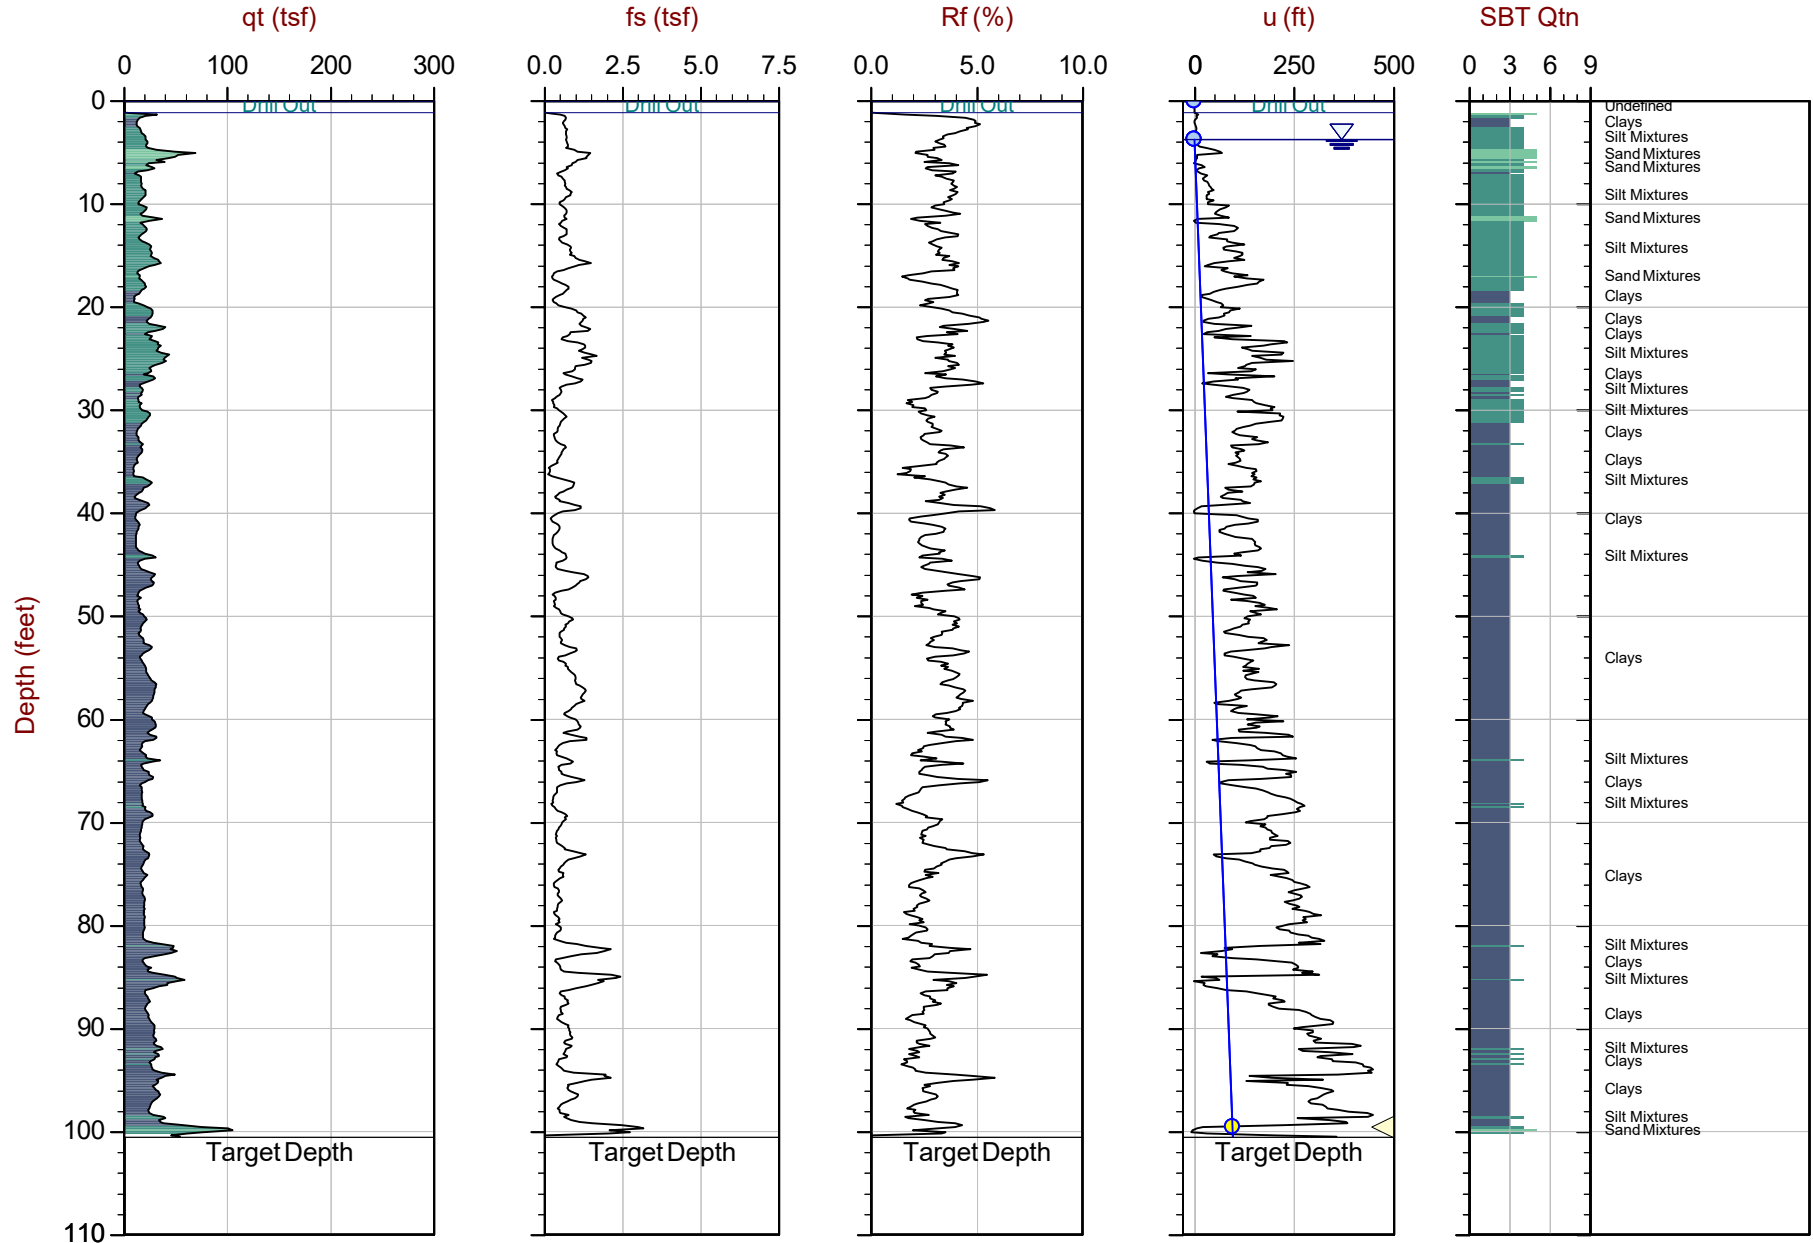 qt (tsf) fs (tsf) Rf (%) u (ft) SBT Qtn
0 100 200 300 0.0 2.5 5.0 7.5 0.0 5.0 10.0 0 250 500 0 3 6 9
Depth (feet)
0
10
20
30
40
50
60
70
80
90
100
110
Drill Out Drill Out Drill Out Drill Out
Undefined
Clays
Silt Mixtures
Sand Mixtures
Sand Mixtures
Silt Mixtures
Sand Mixtures
Silt Mixtures
Sand Mixtures
Clays
Clays
Clays
Silt Mixtures
Clays
Silt Mixtures
Silt Mixtures
Clays
Clays
Silt Mixtures
Clays
Silt Mixtures
Clays
Silt Mixtures
Clays
Silt Mixtures
Clays
Silt Mixtures
Clays
Silt Mixtures
Clays
Silt Mixtures
Clays
Clays
Silt Mixtures
Sand Mixtures
Target Depth Target Depth Target Depth Target Depth